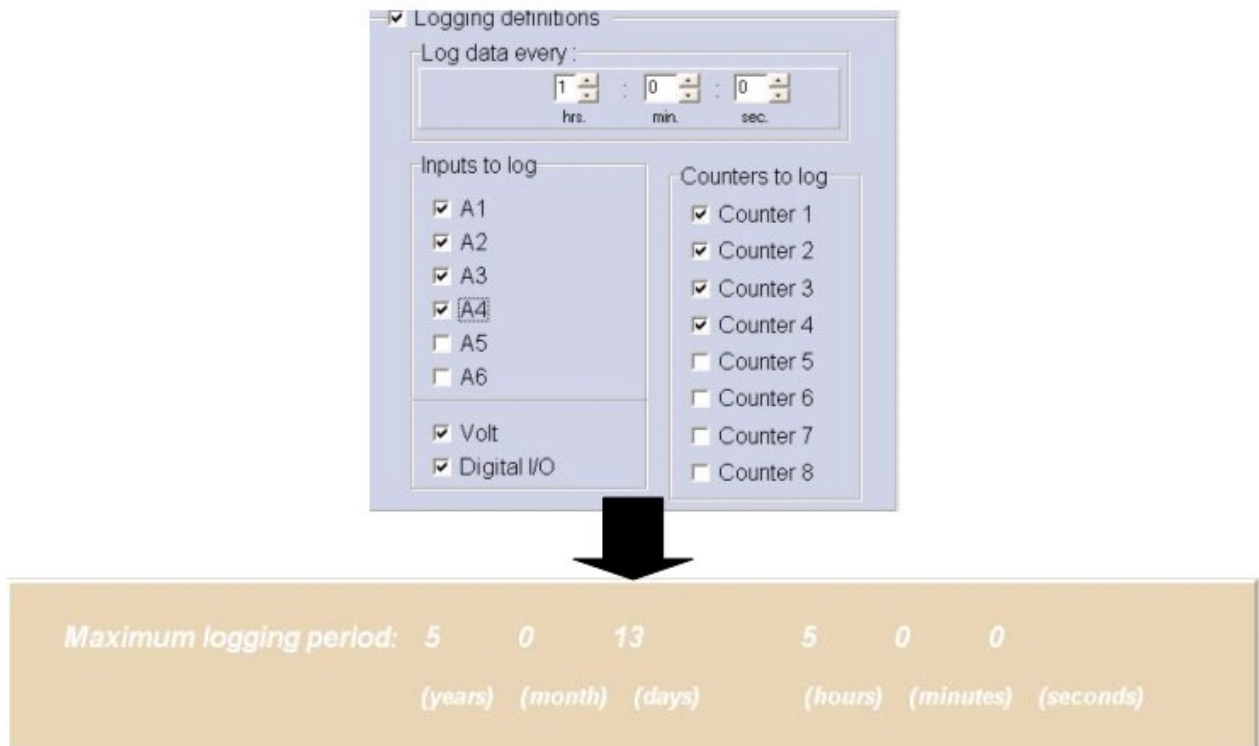 Logging definitions
Log data every :
1 : 0 : 0
hrs. min. sec.
Inputs to log
A1
A2
A3
A4
A5
A6
Volt
Digital I/O
Counters to log
Counter 1
Counter 2
Counter 3
Counter 4
Counter 5
Counter 6
Counter 7
Counter 8
Maximum logging period: 5 0 13 5 0 0
(years) (month) (days) (hours) (minutes) (seconds)